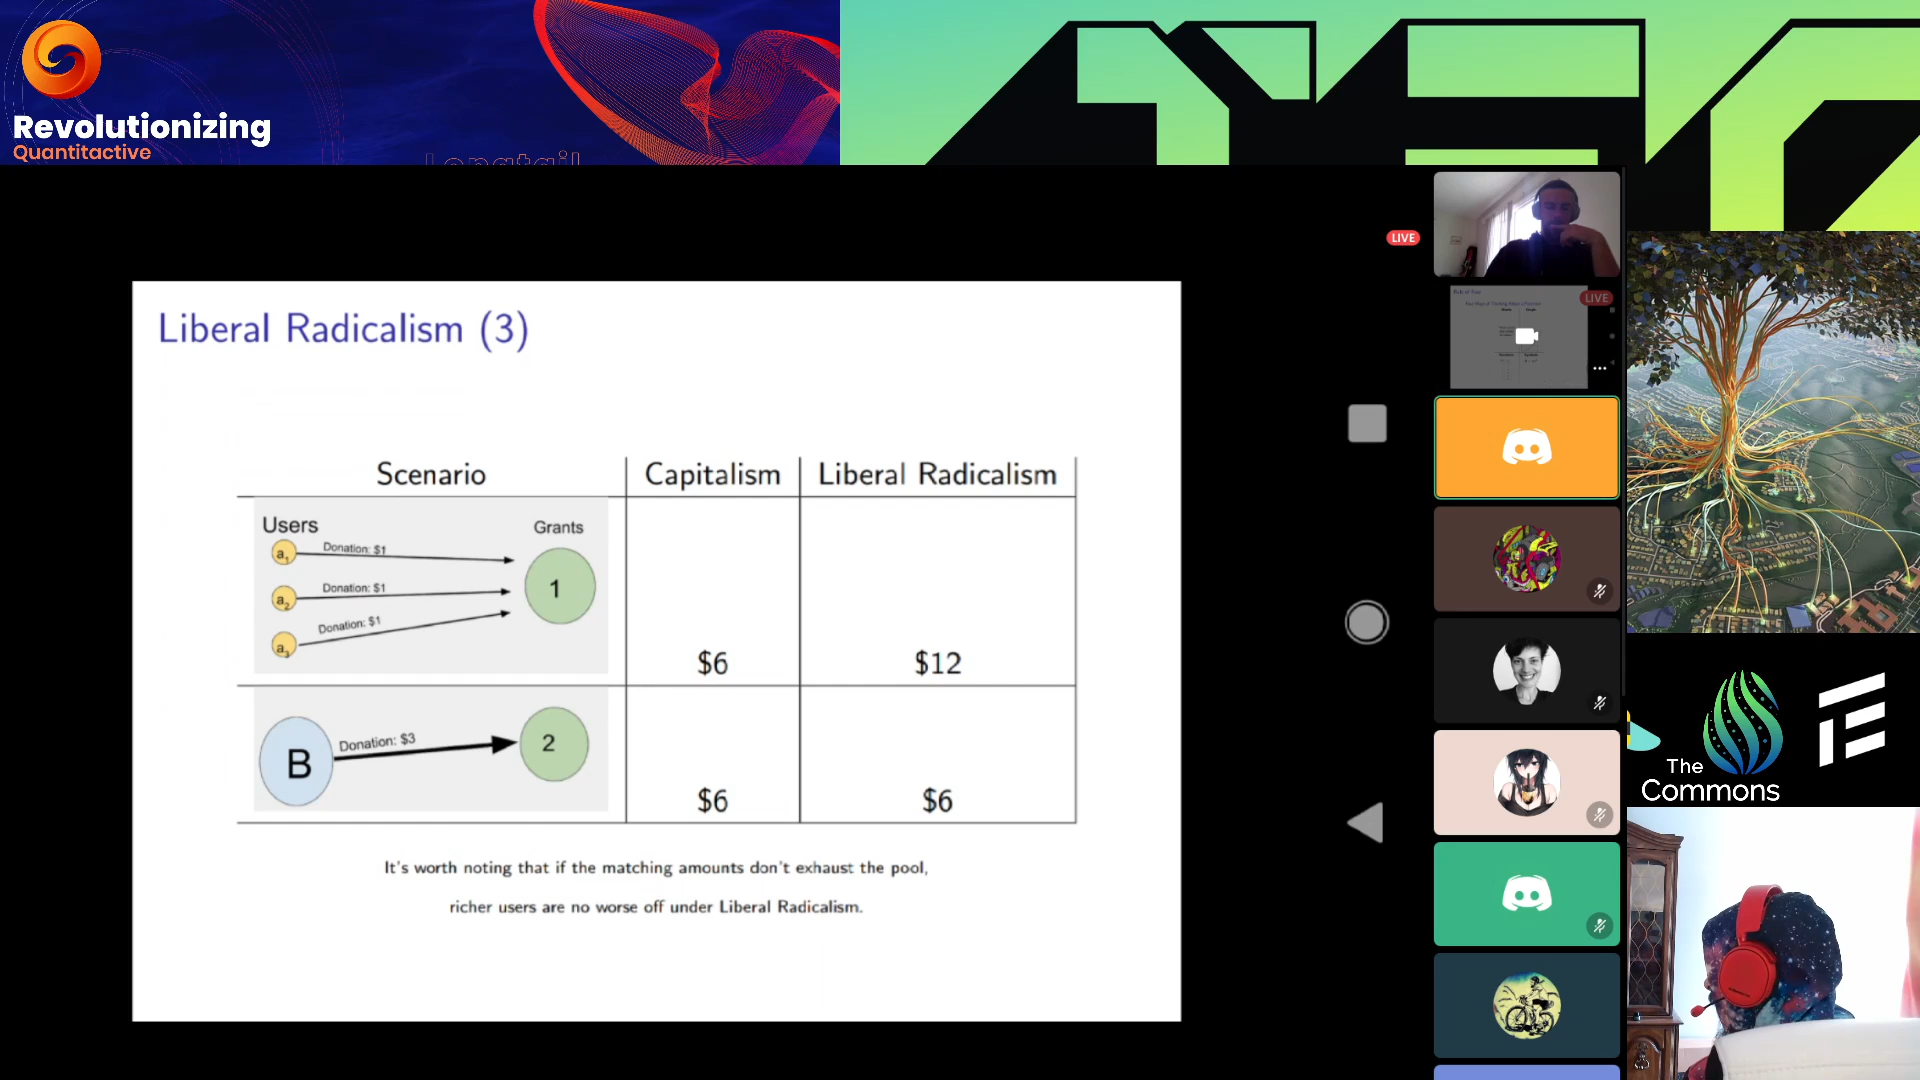 Revolutionizing
Quantitactive
Longtail
LIVE
LIVE
Liberal Radicalism (3)
Scenario
Capitalism
Liberal Radicalism
Users
Grants
a1
Donation: $1
a2
Donation: $1
a3
Donation: $1
1
$6
$12
B
Donation: $3
2
$6
$6
It's worth noting that if the matching amounts don't exhaust the pool,
richer users are no worse off under Liberal Radicalism.
The
Commons